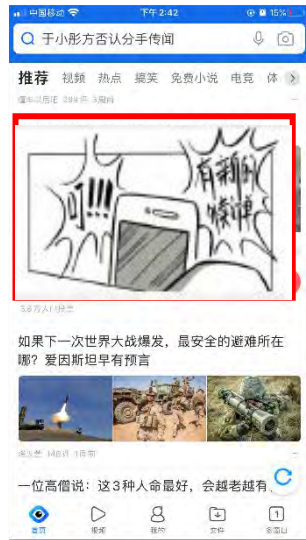 中国移动 下午2:42 15%
于小彤方否认分手传闻
推荐 视频 热点 搞笑 免费小说 电竞 体
叮!!!
有新的
如果下一次世界大战爆发，最安全的避难所在
哪？爱因斯坦早有预言
一位高僧说：这3种人命最好，会越老越有
首页 视频 我的 文件 多窗口
1